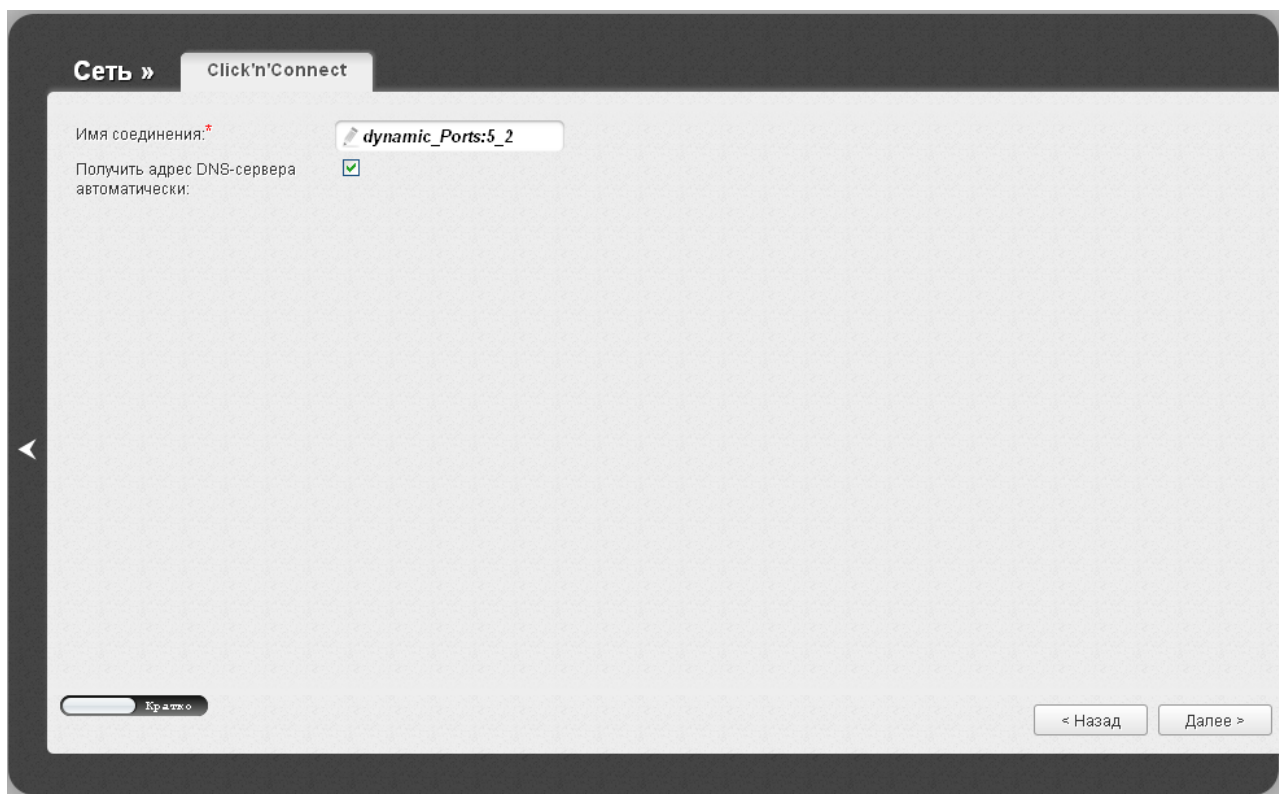 Сеть »
Click'n'Connect
Имя соединения:*
dynamic_Ports:5_2
Получить адрес DNS-сервера
автоматически:
Кратко
< Назад
Далее >